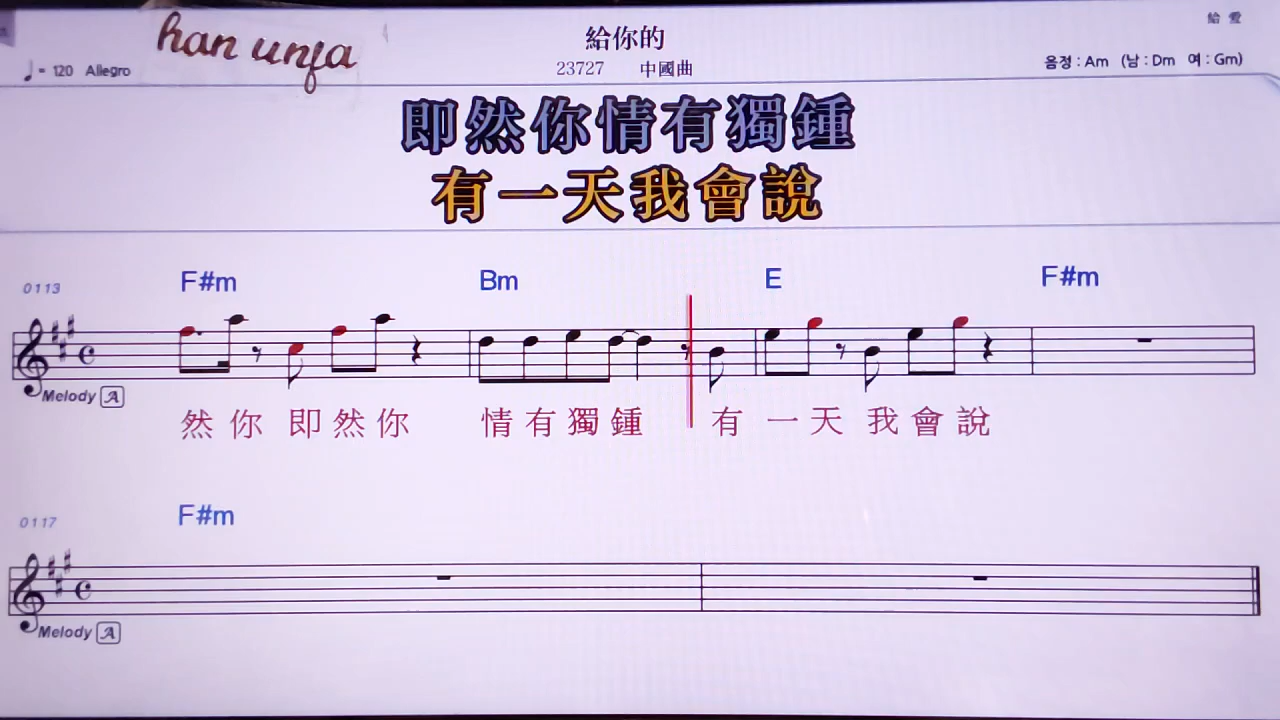 han unja
給你的
給 愛
♩= 120 Allegro
23727 中國曲
음정 : Am (남 : Dm 여 : Gm)
即然你情有獨鍾
有一天我會說
0113 F#m Bm E F#m
Melody A
然 你 即 然 你 情 有 獨 鍾 有 一 天 我 會 說
0117 F#m
Melody A